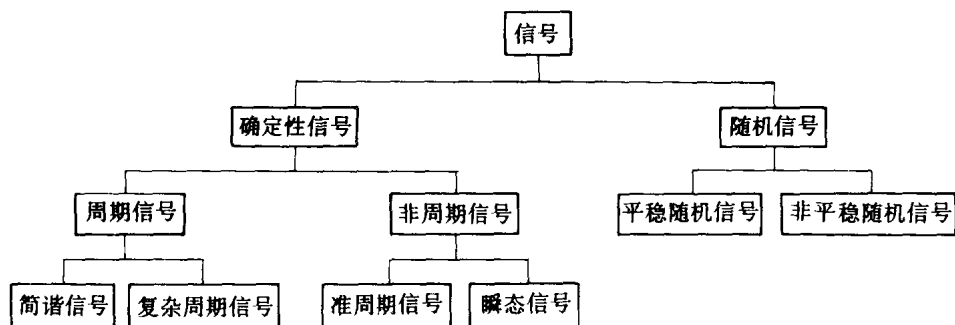 信号
确定性信号
随机信号
周期信号
非周期信号
平稳随机信号
非平稳随机信号
简谐信号
复杂周期信号
准周期信号
瞬态信号